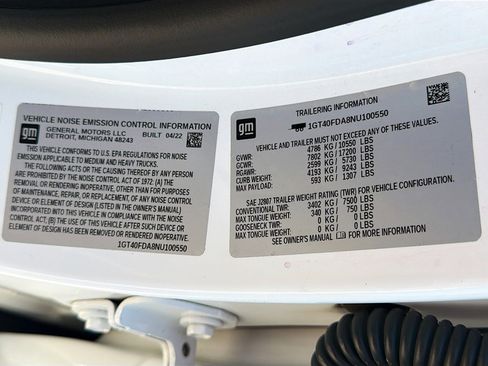 VEHICLE NOISE EMISSION CONTROL INFORMATION
gm
GENERAL MOTORS LLC
DETROIT, MICHIGAN 48243
BUILT 04/22
THIS VEHICLE CONFORMS TO U.S. EPA REGULATIONS FOR NOISE
EMISSION APPLICABLE TO MEDIUM AND HEAVY TRUCKS.
THE FOLLOWING ACTS OR THE CAUSING THEREOF BY ANY PERSON
ARE PROHIBITED BY THE NOISE CONTROL ACT OF 1972: (A) THE
REMOVAL OR RENDERING INOPERATIVE, OTHER THAN FOR PURPOSES
OF MAINTENANCE, REPAIR, OR REPLACEMENT, OF ANY NOISE CONTROL
DEVICE OR ELEMENT OF DESIGN (LISTED IN THE OWNER'S MANUAL)
INCORPORATED INTO THIS VEHICLE IN COMPLIANCE WITH THE NOISE
CONTROL ACT, (B) THE USE OF THIS VEHICLE AFTER SUCH DEVICE OR
ELEMENT OF DESIGN HAS BEEN REMOVED OR RENDERED INOPERATIVE.
1GT40FDA8NU100550
TRAILERING INFORMATION
gm
1GT40FDA8NU100550
VEHICLE AND TRAILER MUST NOT EXCEED ANY OF THESE RATINGS.
GVWR: 4786 KG / 10550 LBS
GCWR: 7802 KG / 17200 LBS
RGAWR: 2599 KG / 5730 LBS
CURB WEIGHT: 4193 KG / 9243 LBS
MAX PAYLOAD: 593 KG / 1307 LBS
SAE J2807 TRAILER WEIGHT RATING (TWR) FOR VEHICLE CONFIGURATION.
CONVENTIONAL TWR: 3402 KG / 7500 LBS
MAX TONGUE WEIGHT: 340 KG / 750 LBS
GOOSENECK TWR: 0 KG / 0 LBS
MAX TONGUE WEIGHT: 0 KG / 0 LBS
SEE OWNER'S MANUAL FOR MORE INFORMATION